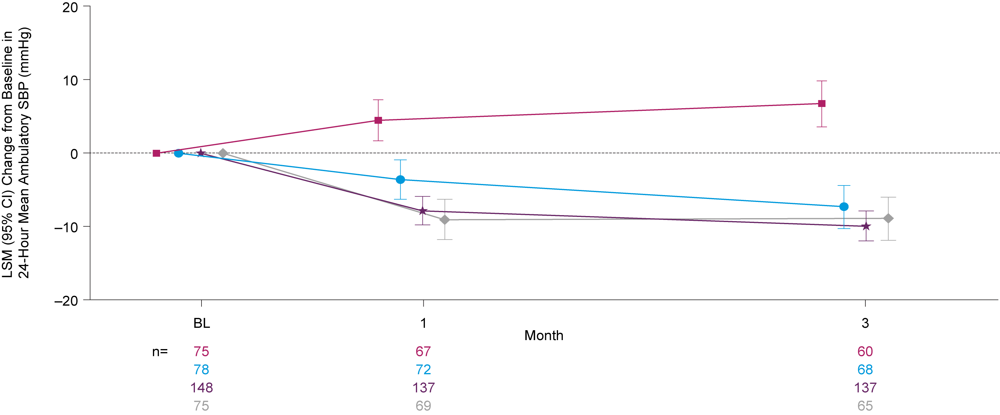 LSM (95% CI) Change from Baseline in
24-Hour Mean Ambulatory SBP (mmHg)
20
10
0
–10
–20
BL 1 3
Month
n= 75 67 60
78 72 68
148 137 137
75 69 65